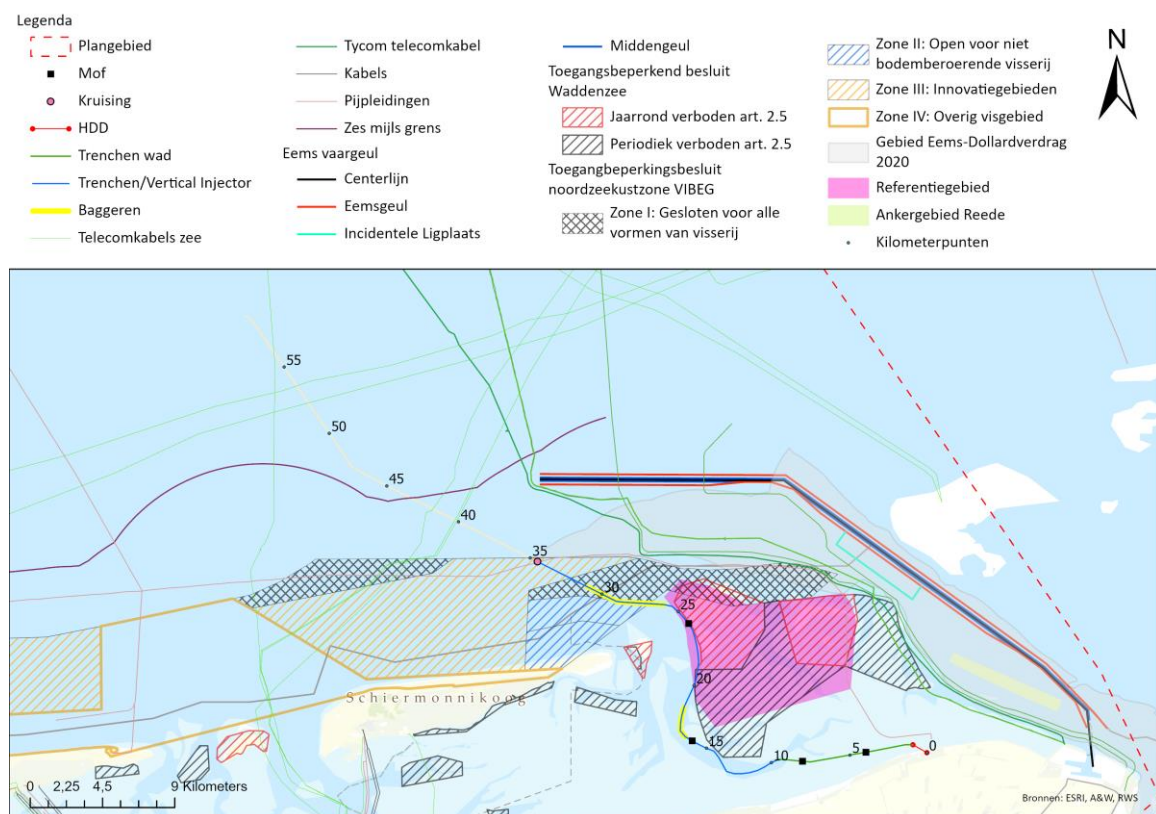 Legenda
Plangebied
Mof
Kruising
HDD
Trenchen wad
Trenchen/Vertical Injector
Baggeren
Telecomkabels zee
Tycom telecomkabel
Kabels
Pijpleidingen
Zes mijls grens
Eems vaargeul
Centerlijn
Eemsgeul
Incidentele Ligplaats
Middengeul
Toegangsbeperkend besluit
Waddenzee
Jaarrond verboden art. 2.5
Periodiek verboden art. 2.5
Toegangbeperkingsbesluit
noordzeekustzone VIBEG
Zone I: Gesloten voor alle
vormen van visserij
Zone II: Open voor niet
bodemberoerende visserij
Zone III: Innovatiegebieden
Zone IV: Overig visgebied
Gebied Eems-Dollardverdrag
2020
Referentiegebied
Ankergebied Reede
Kilometerpunten
N
55
50
45
40
35
30
25
20
15
10
5
0
Schiermonnikoog
0 2,25 4,5 9 Kilometers
Bronnen: ESRI, A&W, RWS